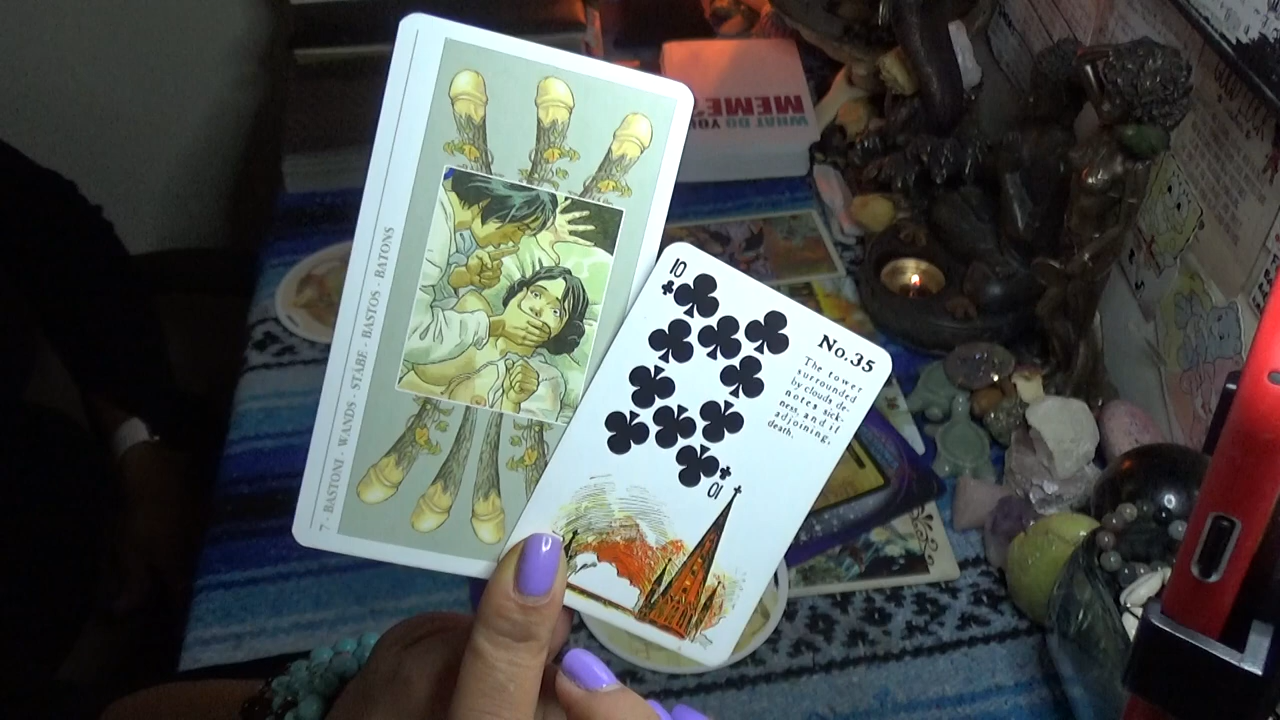 7 - BASTONI - WANDS - STÄBE - BASTOS - BATONS
10
No.35
The tower
surrounded
by clouds, de-
notes sick-
ness, and if
adjoining,
death.
10
WHAT DO YOU
MEME?